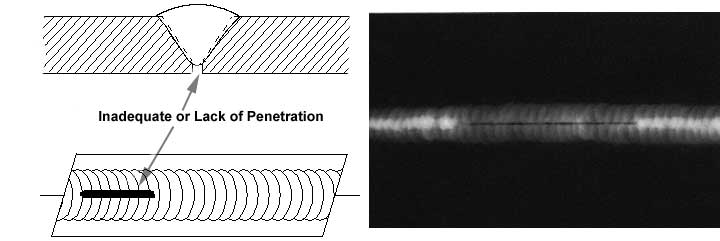 Inadequate or Lack of Penetration